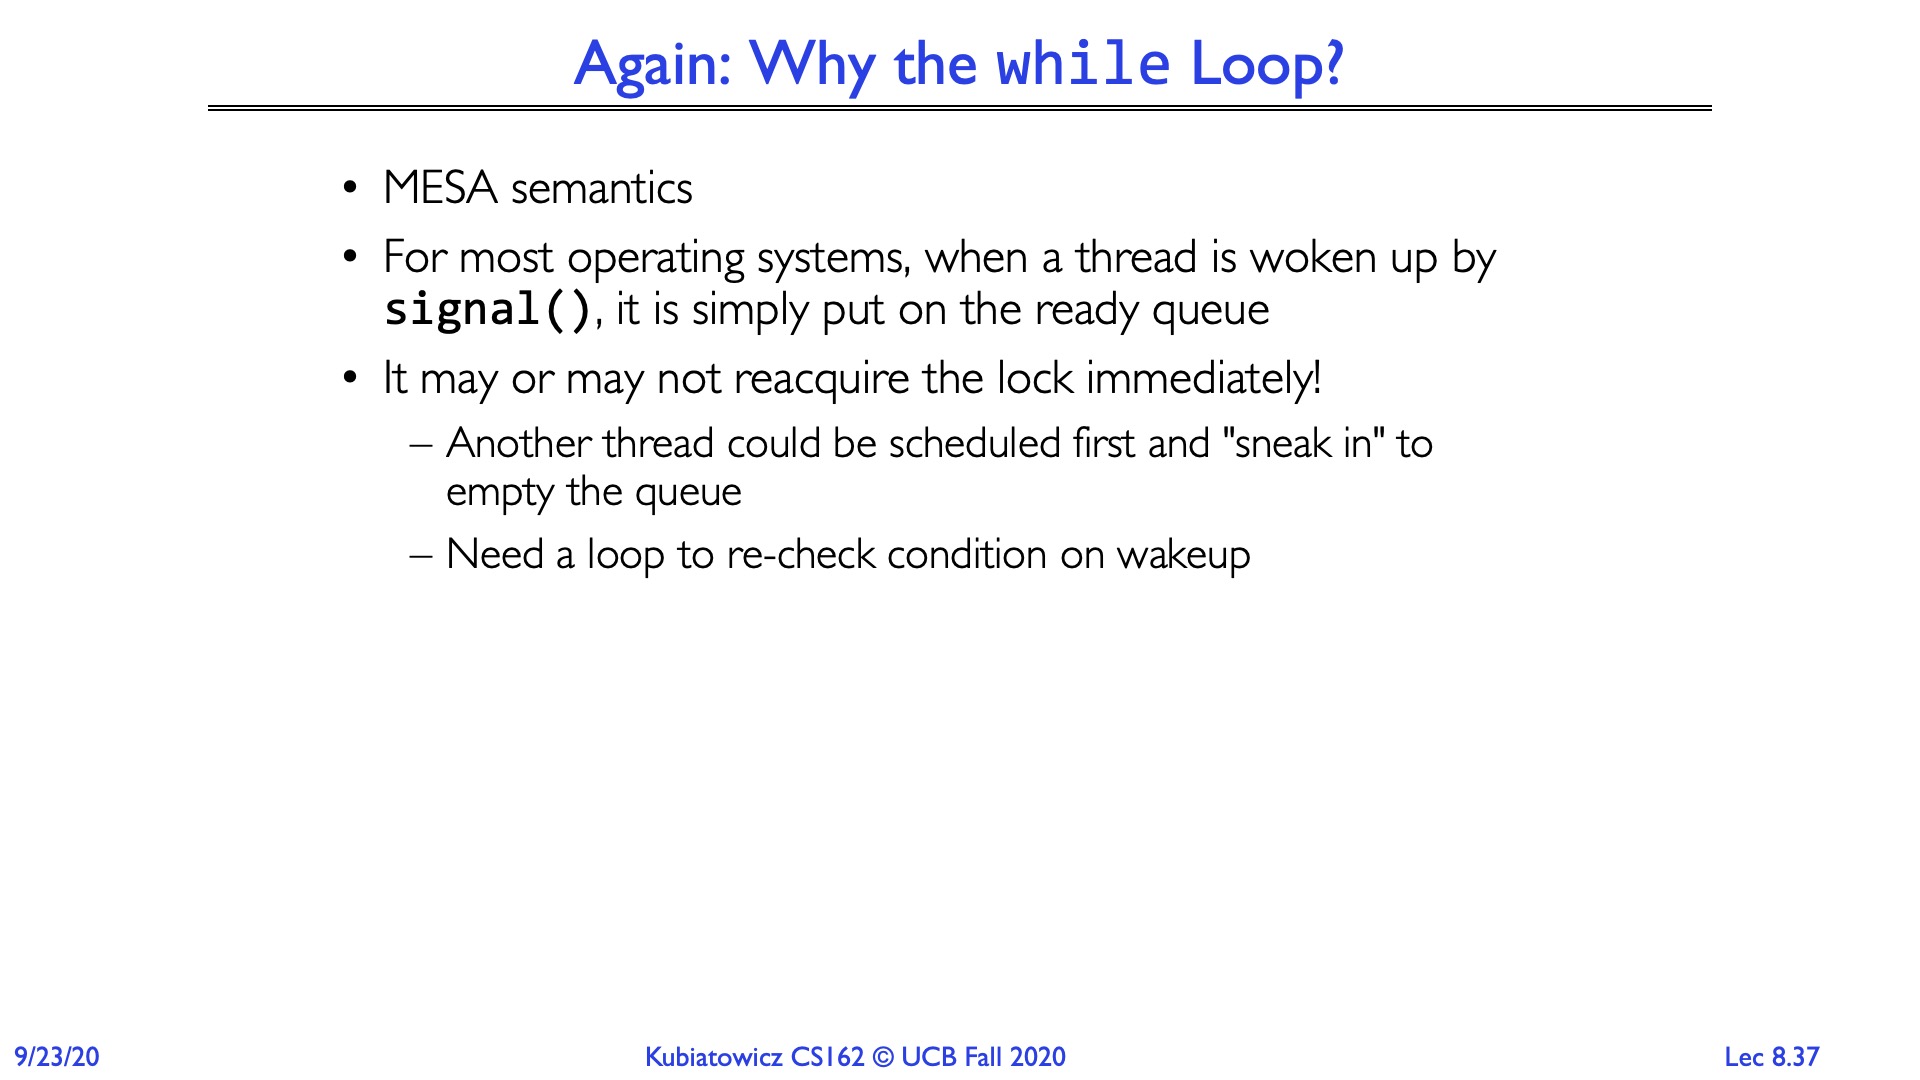 Again: Why the while Loop?
• MESA semantics
• For most operating systems, when a thread is woken up by
signal(), it is simply put on the ready queue
• It may or may not reacquire the lock immediately!
– Another thread could be scheduled first and "sneak in" to
empty the queue
– Need a loop to re-check condition on wakeup
9/23/20
Kubiatowicz CS162 © UCB Fall 2020
Lec 8.37